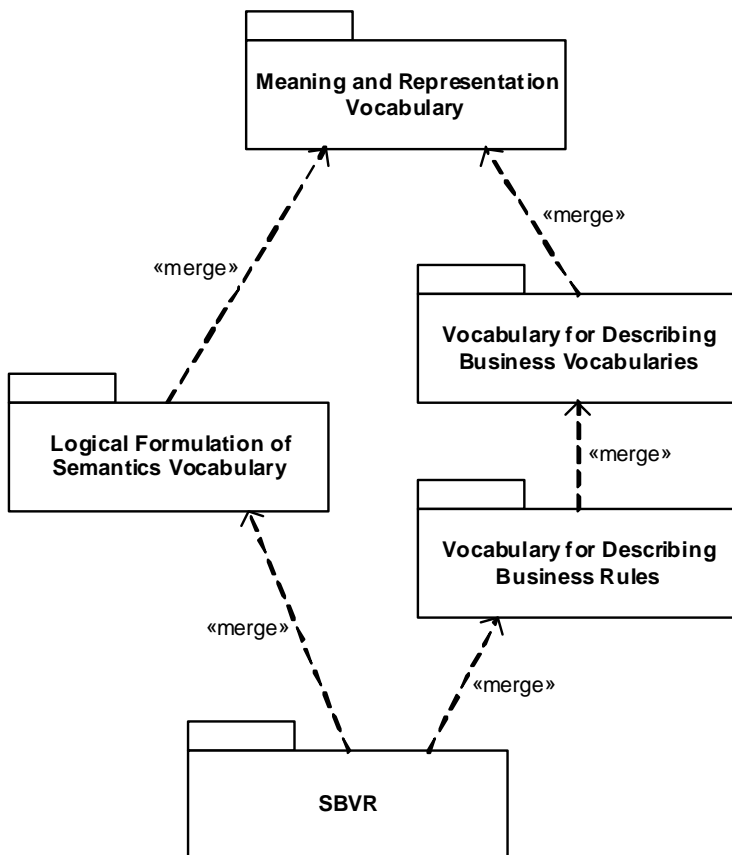 Meaning and Representation
Vocabulary
«merge»
«merge»
Vocabulary for Describing
Business Vocabularies
Logical Formulation of
Semantics Vocabulary
«merge»
Vocabulary for Describing
Business Rules
«merge»
«merge»
SBVR